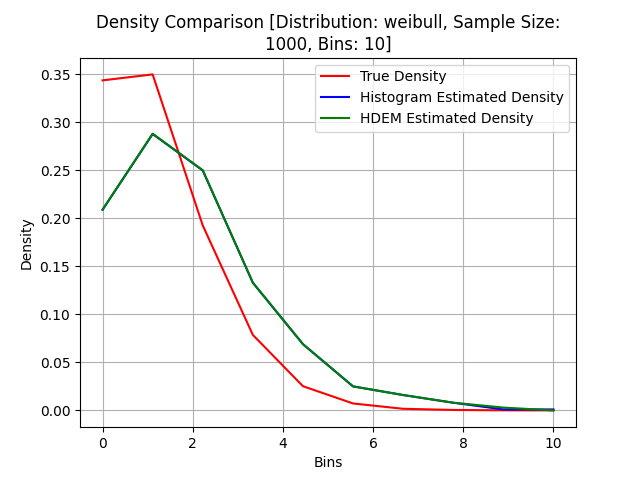 Density Comparison [Distribution: weibull, Sample Size:
1000, Bins: 10]
True Density
Histogram Estimated Density
HDEM Estimated Density
Density
0.35
0.30
0.25
0.20
0.15
0.10
0.05
0.00
0 2 4 6 8 10
Bins